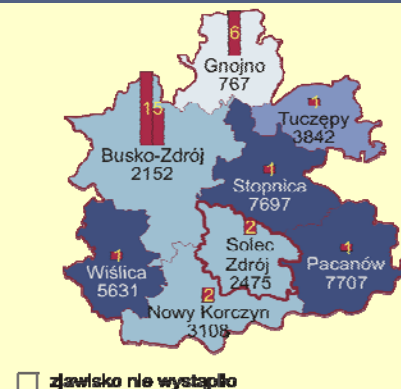 6
Gnojno
767
1
Tuczępy
3842
15
Busko-Zdrój
2152
1
Stopnica
7697
2
Solec
Zdrój
2475
1
Wiślica
5631
1
Pacanów
7707
2
Nowy Korczyn
3108
zjawisko nie wystąpiło